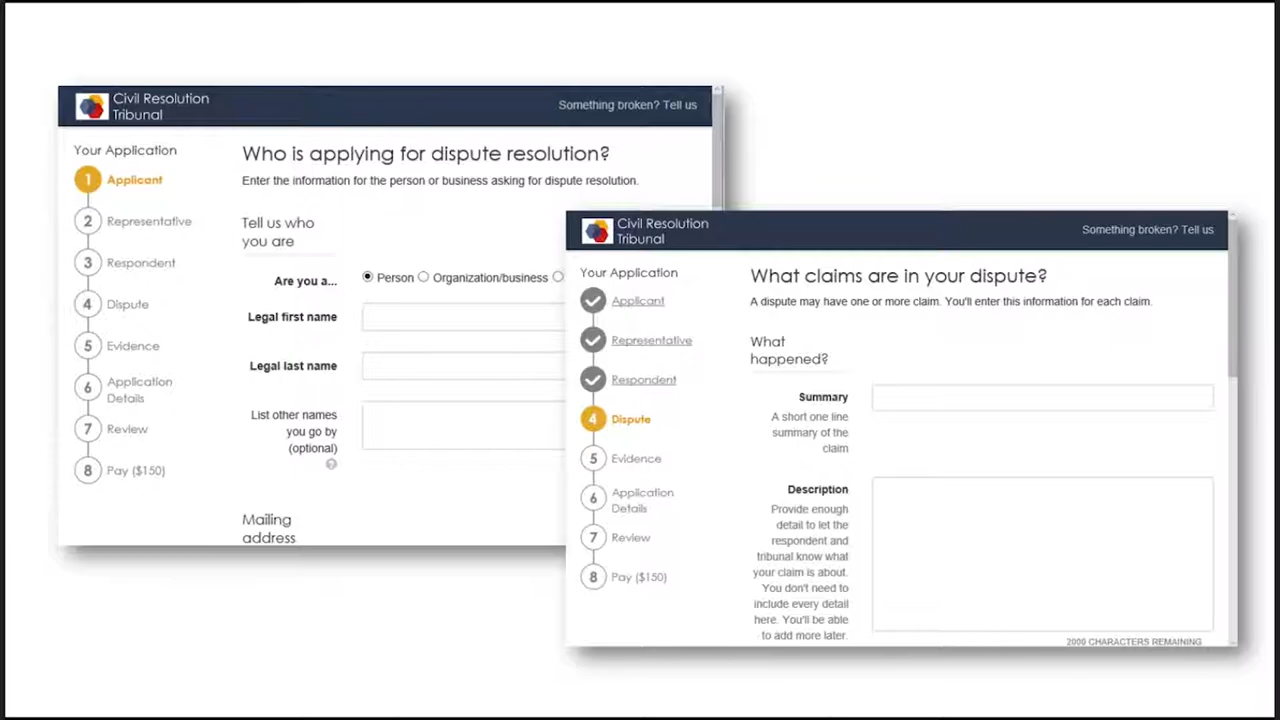 Civil Resolution
Tribunal
Something broken? Tell us
Your Application
1 Applicant
2 Representative
3 Respondent
4 Dispute
5 Evidence
6 Application
Details
7 Review
8 Pay ($150)
Who is applying for dispute resolution?
Enter the information for the person or business asking for dispute resolution.
Tell us who
you are
Are you a... Person Organization/business
Legal first name
Legal last name
List other names
you go by
(optional)
Mailing
address
Civil Resolution
Tribunal
Something broken? Tell us
Your Application
Applicant
Representative
Respondent
4 Dispute
5 Evidence
6 Application
Details
7 Review
8 Pay ($150)
What claims are in your dispute?
A dispute may have one or more claim. You'll enter this information for each claim.
What
happened?
Summary
A short one line
summary of the
claim
Description
Provide enough
detail to let the
respondent and
tribunal know what
your claim is about.
You don't need to
include every detail
here. You'll be able
to add more later.
2000 CHARACTERS REMAINING